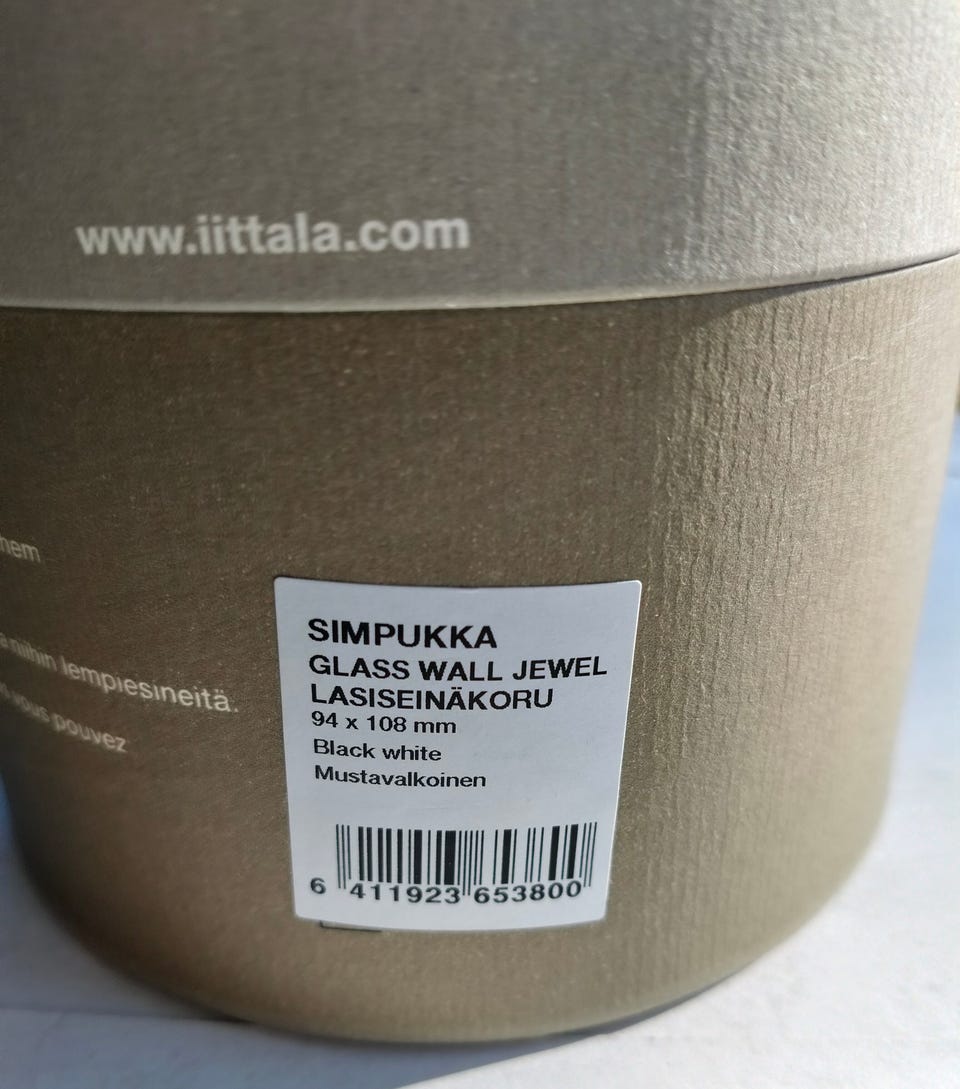 www.iittala.com
hem
niihin lempiesineitä.
vous pouvez
SIMPUKKA
GLASS WALL JEWEL
LASISEINÄKORU
94 x 108 mm
Black white
Mustavalkoinen
6 411923 653800